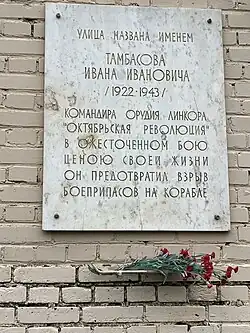 УЛИЦА НАЗВАНА ИМЕНЕМ
ТАМБАСОВА
ИВАНА ИВАНОВИЧА
/1922-1943/
КОМАНДИРА ОРУДИЯ ЛИНКОРА
"ОКТЯБРЬСКАЯ РЕВОЛЮЦИЯ"
В ОЖЕСТОЧЕННОМ БОЮ
ЦЕНОЮ СВОЕЙ ЖИЗНИ
ОН ПРЕДОТВРАТИЛ ВЗРЫВ
БОЕПРИПАСОВ НА КОРАБЛЕ